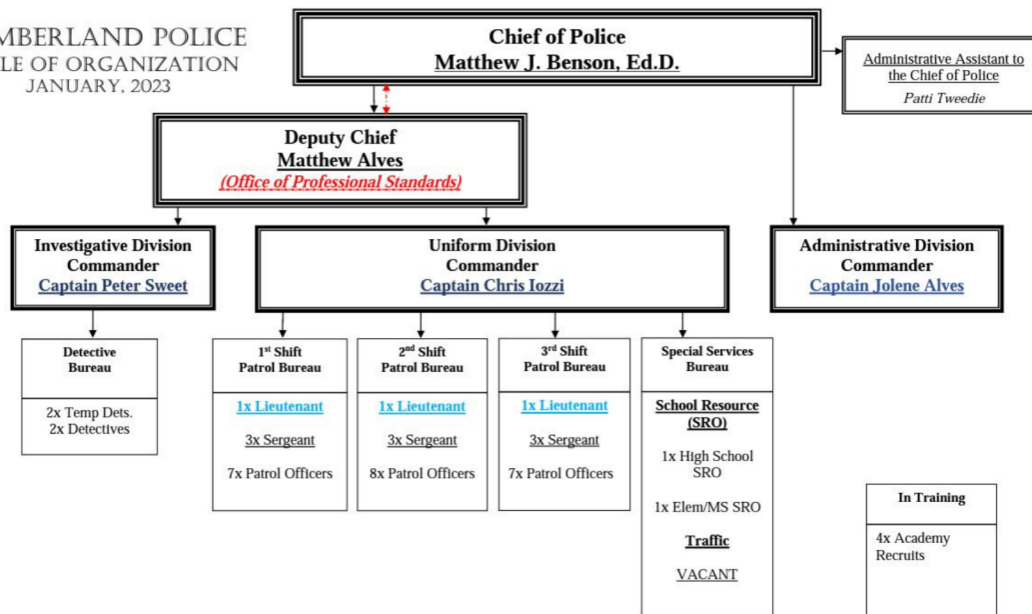 MBERLAND POLICE
LE OF ORGANIZATION
JANUARY, 2023
Chief of Police
Matthew J. Benson, Ed.D.
Administrative Assistant to
the Chief of Police
Patti Tweedie
Deputy Chief
Matthew Alves
(Office of Professional Standards)
Investigative Division
Commander
Captain Peter Sweet
Uniform Division
Commander
Captain Chris Iozzi
Administrative Division
Commander
Captain Jolene Alves
Detective
Bureau
2x Temp Dets.
2x Detectives
1st Shift
Patrol Bureau
1x Lieutenant
3x Sergeant
7x Patrol Officers
2nd Shift
Patrol Bureau
1x Lieutenant
3x Sergeant
8x Patrol Officers
3rd Shift
Patrol Bureau
1x Lieutenant
3x Sergeant
7x Patrol Officers
Special Services
Bureau
School Resource
(SRO)
1x High School
SRO
1x Elem/MS SRO
Traffic
VACANT
In Training
4x Academy
Recruits